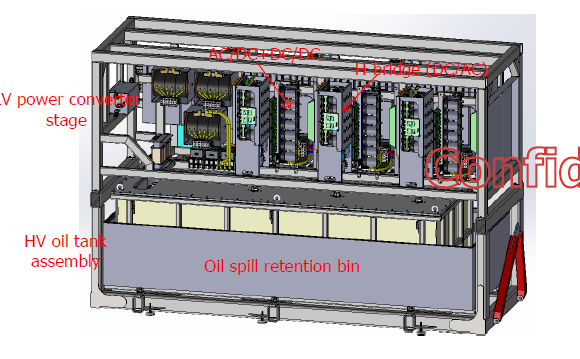 AC/DC+DC/DC
H bridge (DC/AC)
LV power converter
stage
Confid
HV oil tank
assembly
Oil spill retention bin